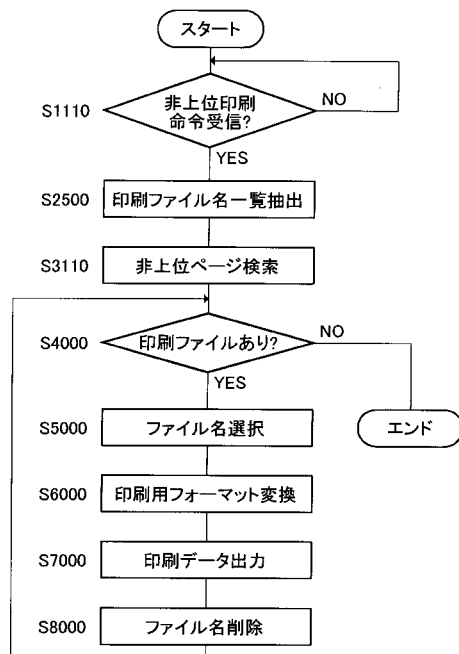 スタート
S1110
非上位印刷
命令受信?
NO
YES
S2500
印刷ファイル名一覧抽出
S3110
非上位ページ検索
S4000
印刷ファイルあり?
NO
YES
S5000
ファイル名選択
エンド
S6000
印刷用フォーマット変換
S7000
印刷データ出力
S8000
ファイル名削除